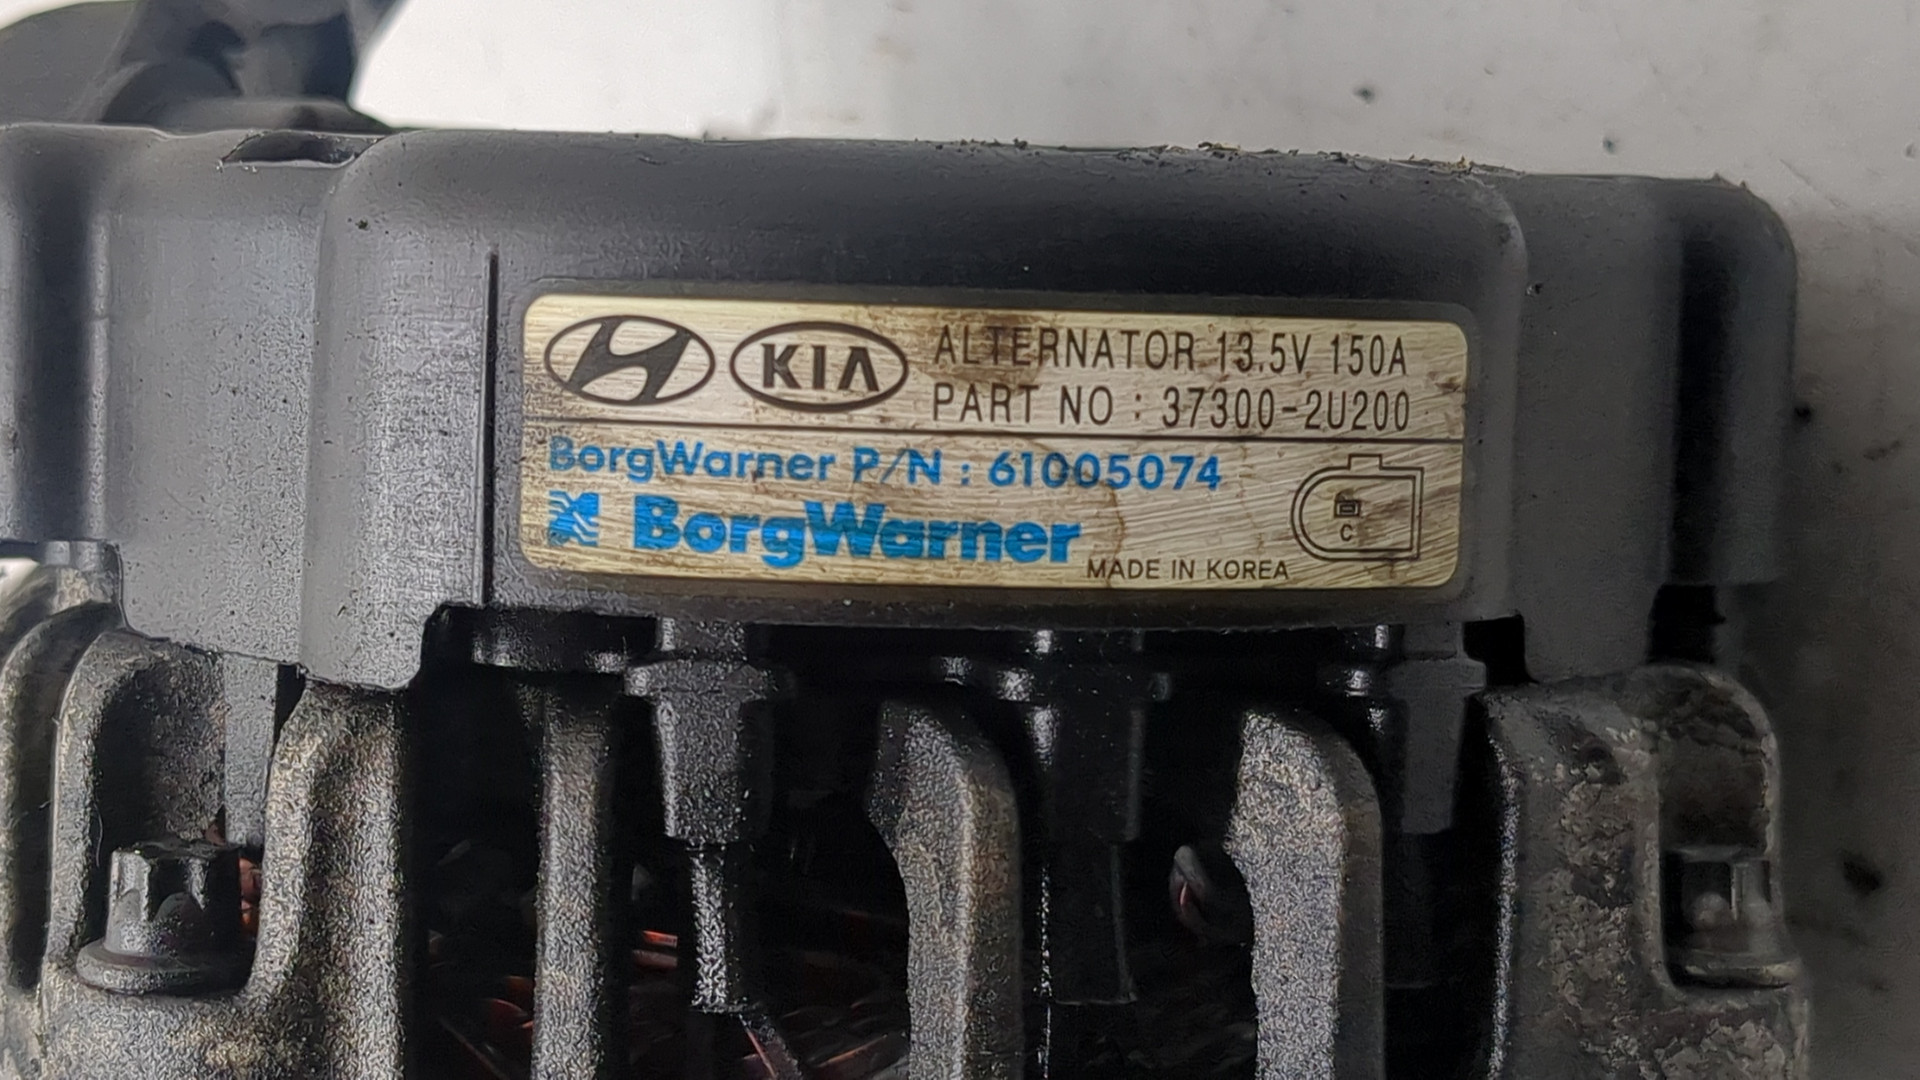 KIA
ALTERNATOR 13.5V 150A
PART NO : 37300-2U200
BorgWarner P/N : 61005074
BorgWarner
MADE IN KOREA
C